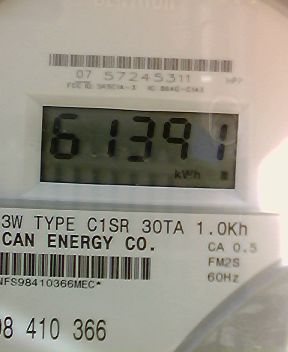 07 57245311
61391
kWh
3W TYPE C1SR 30TA 1.0Kh
CAN ENERGY CO.
CA 0.5
FM2S
60Hz
NFS98410366MEC*
98 410 366